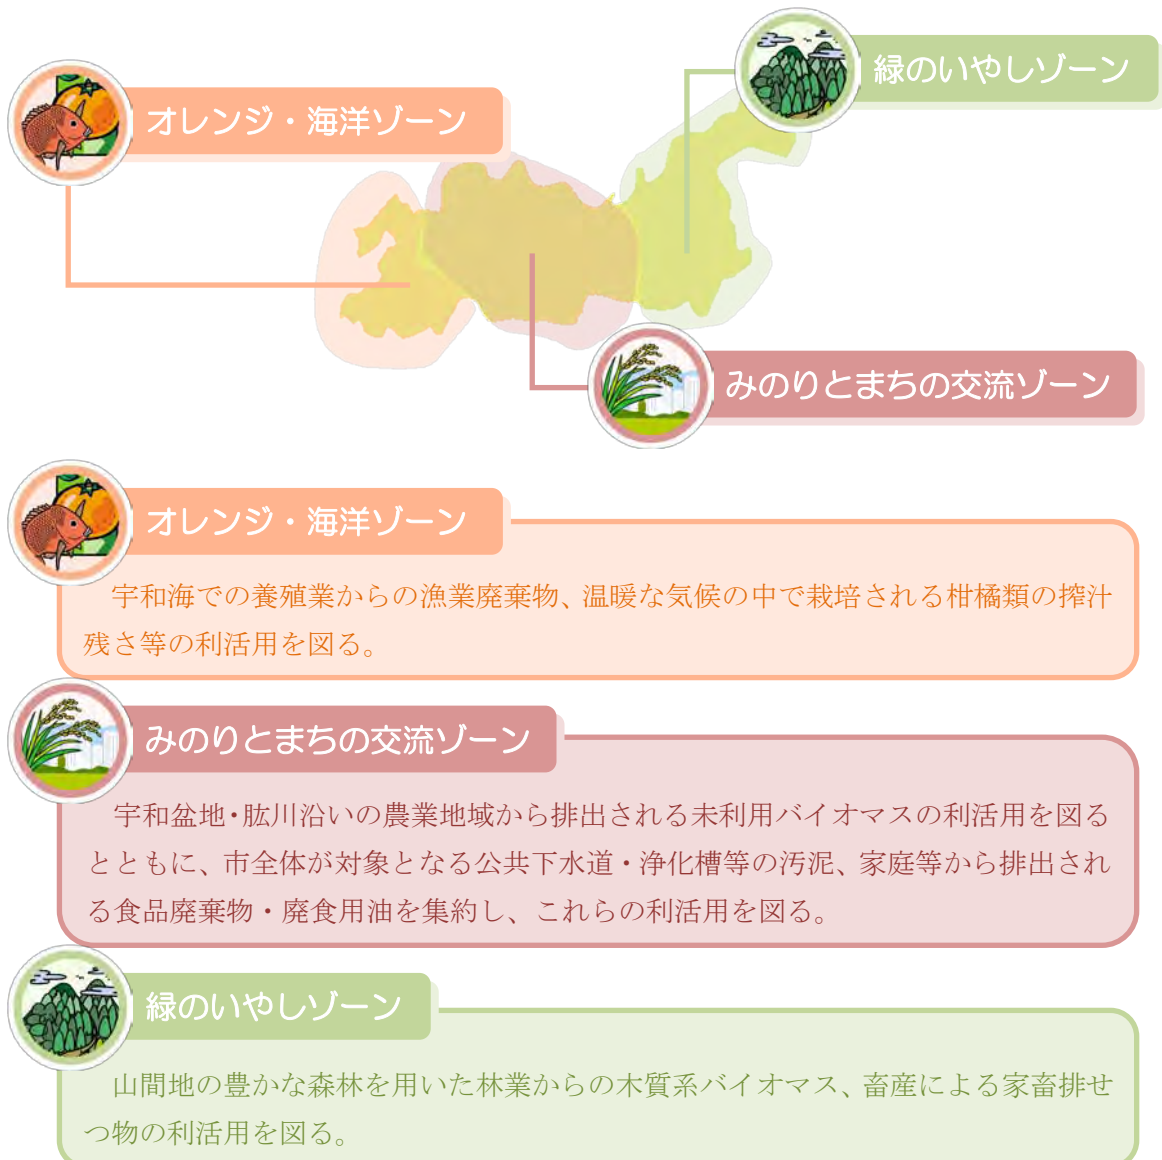 緑のいやしゾーン
オレンジ・海洋ゾーン
みのりとまちの交流ゾーン
オレンジ・海洋ゾーン
宇和海での養殖業からの漁業廃棄物、温暖な気候の中で栽培される柑橘類の搾汁
残さ等の利活用を図る。
みのりとまちの交流ゾーン
宇和盆地・肱川沿いの農業地域から排出される未利用バイオマスの利活用を図る
とともに、市全体が対象となる公共下水道・浄化槽等の汚泥、家庭等から排出され
る食品廃棄物・廃食用油を集約し、これらの利活用を図る。
緑のいやしゾーン
山間地の豊かな森林を用いた林業からの木質系バイオマス、畜産による家畜排せ
つ物の利活用を図る。